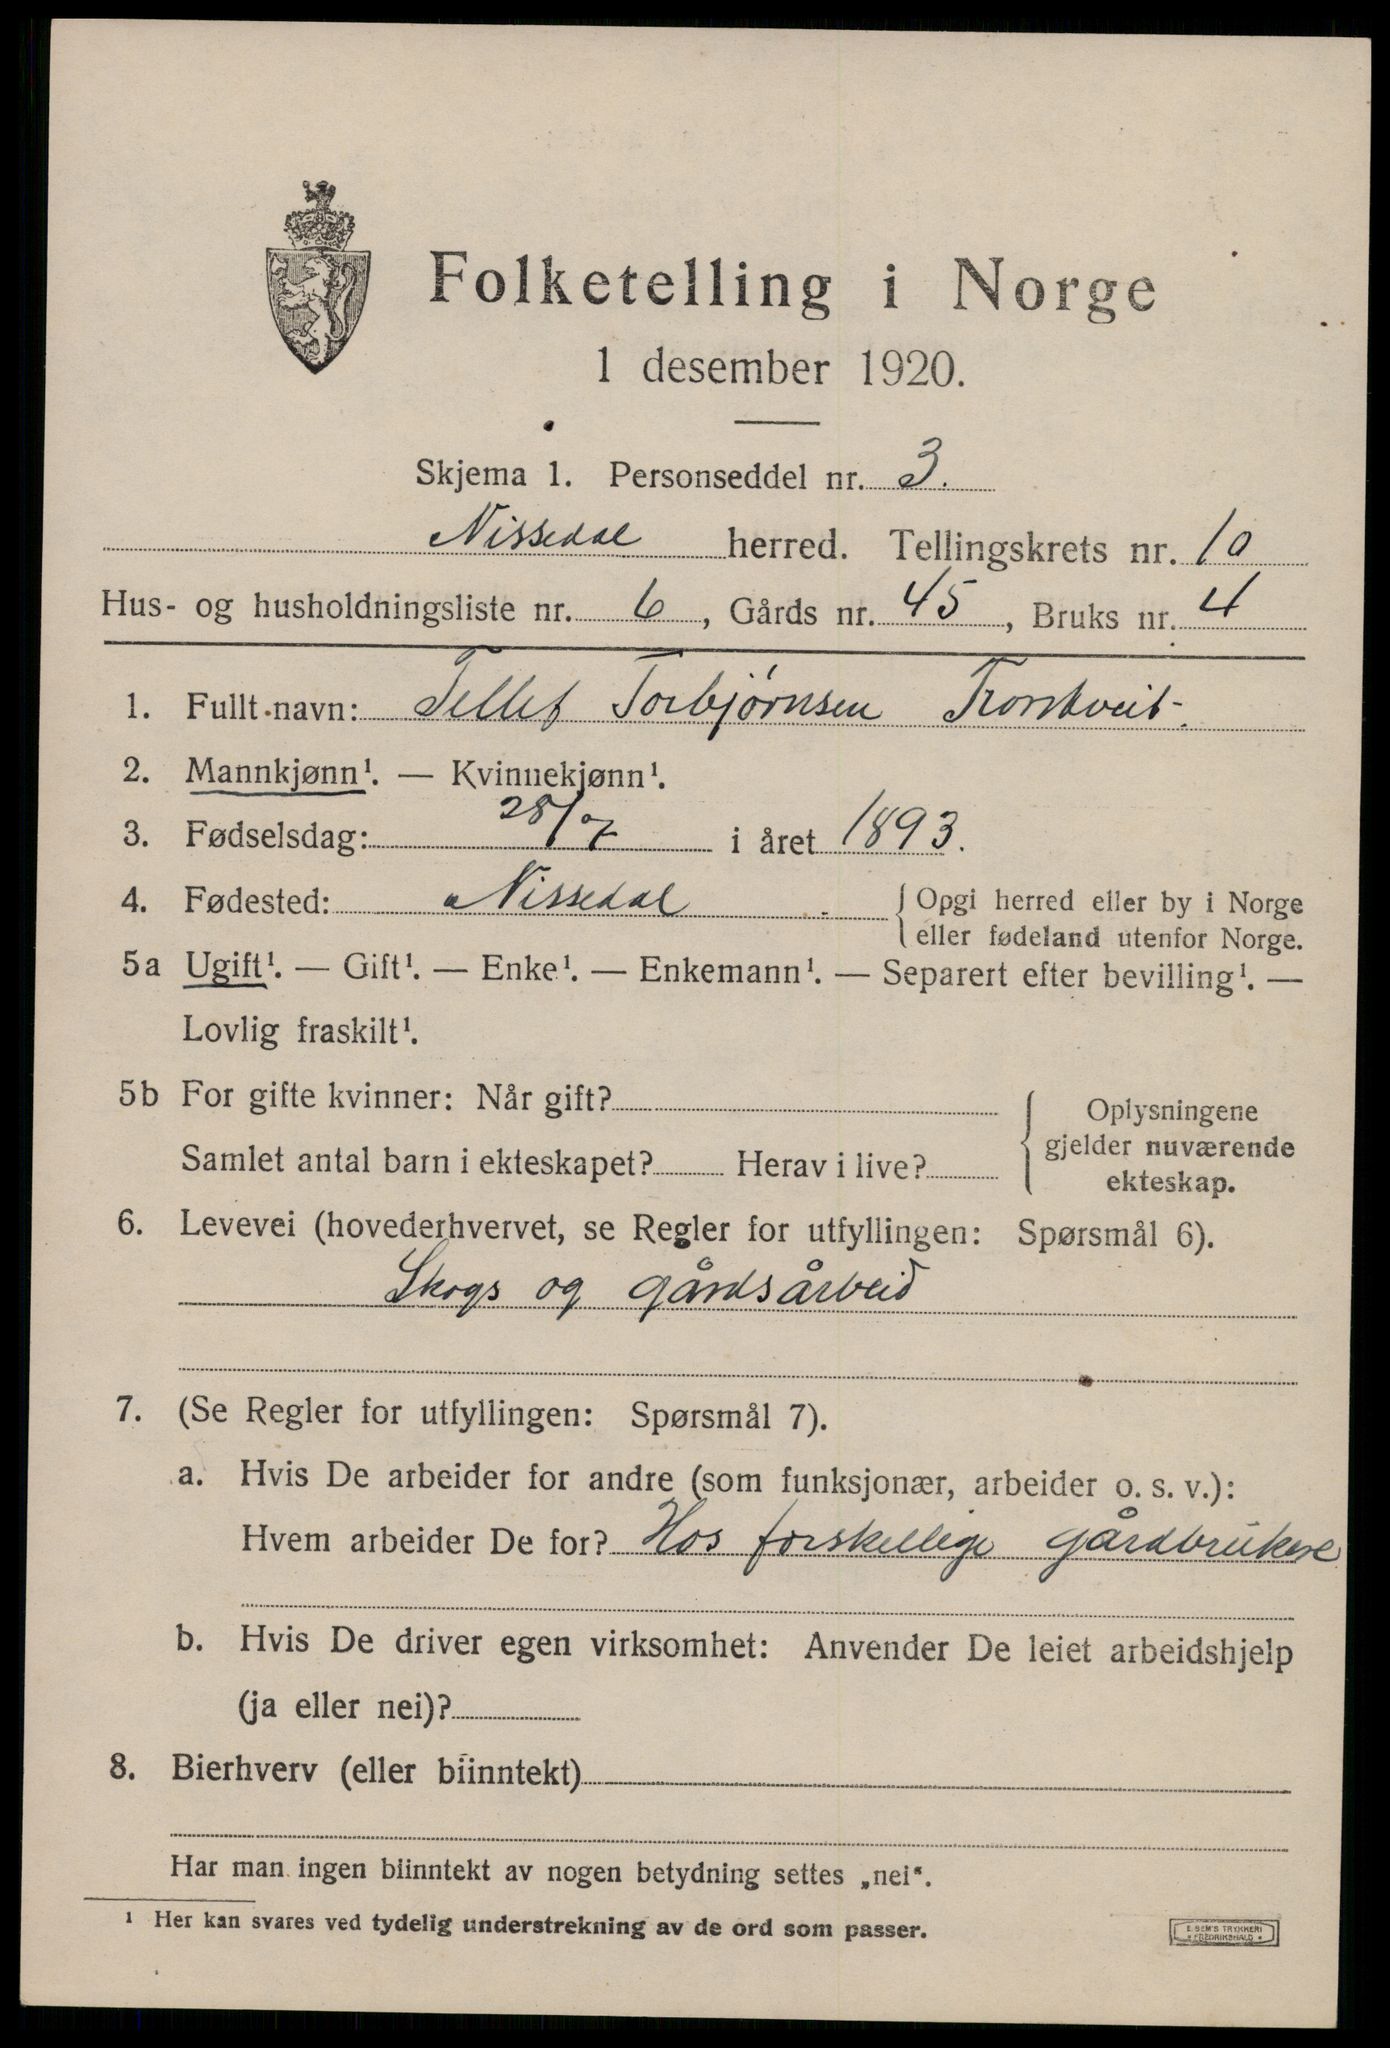 Folketelling i Norge
1 desember 1920.
Skjema 1. Personseddel nr. 3.
Nissedal herred. Tellingskrets nr. 10
Hus- og husholdningsliste nr. 6, Gårds nr. 45, Bruks nr. 4
1. Fullt navn: Tellef Torbjørnsen Tronkveit.
2. Mannkjønn¹. — Kvinnekjønn¹.
3. Fødselsdag: 28/7 i året 1893.
4. Fødested: Nissedal { Opgi herred eller by i Norge
eller fødeland utenfor Norge.
5a Ugift¹. — Gift¹. — Enke¹. — Enkemann¹. — Separert efter bevilling¹. —
Lovlig fraskilt¹.
5b For gifte kvinner: Når gift?
Samlet antal barn i ekteskapet? Herav i live?
Oplysningene
gjelder nuværende
ekteskap.
6. Levevei (hovederhvervet, se Regler for utfyllingen: Spørsmål 6).
Skogs og gårdsårbeid
7. (Se Regler for utfyllingen: Spørsmål 7).
a. Hvis De arbeider for andre (som funksjonær, arbeider o. s. v.):
Hvem arbeider De for? Hos forskellige gårdbrukere
b. Hvis De driver egen virksomhet: Anvender De leiet arbeidshjelp
(ja eller nei)?
8. Bierhverv (eller biinntekt)
Har man ingen biinntekt av nogen betydning settes „nei“.
¹ Her kan svares ved tydelig understrekning av de ord som passer.
E. SEM'S TRYKKERI
* FREDRIKSHALD *